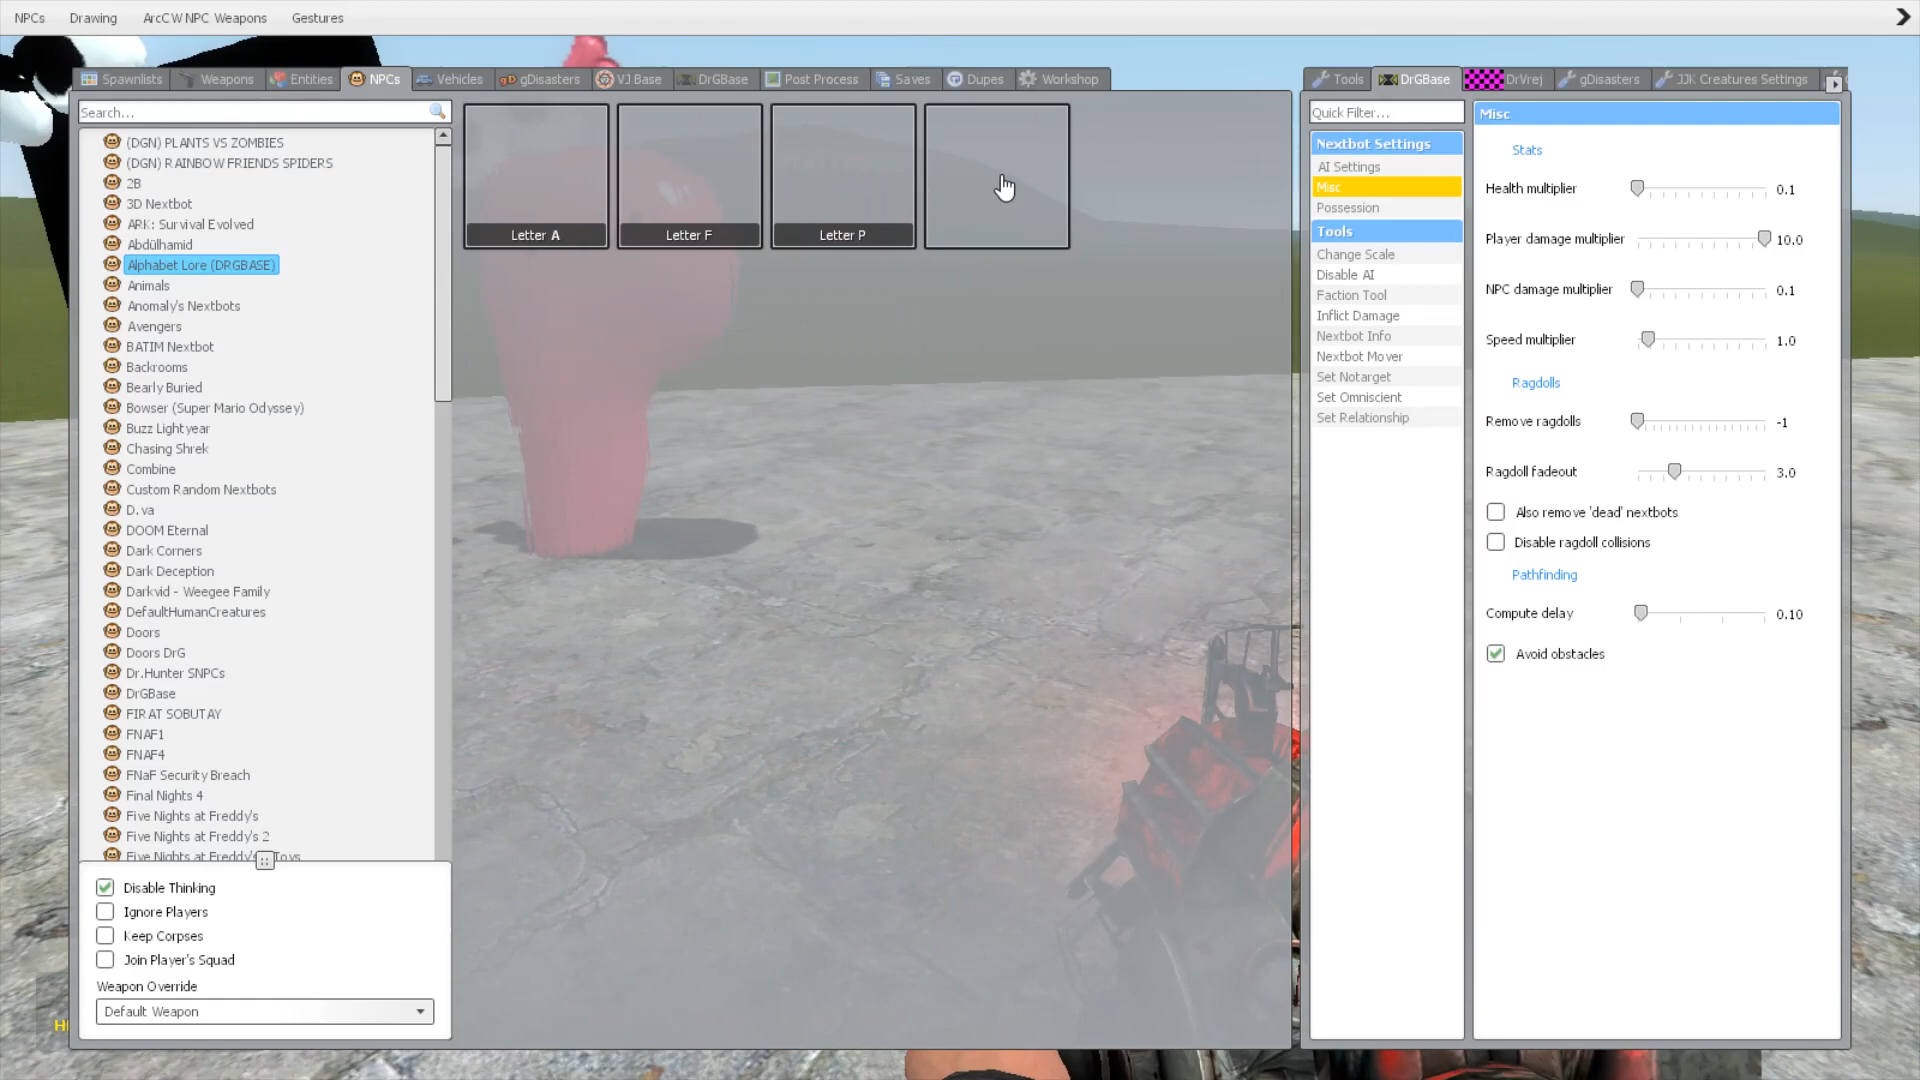 NPCs Drawing ArcCW NPC Weapons Gestures
Spawnlists Weapons Entities NPCs Vehicles gDisasters VJ Base DrGBase Post Process Saves Dupes Workshop
Search...
(DGN) PLANTS VS ZOMBIES
(DGN) RAINBOW FRIENDS SPIDERS
2B
3D Nextbot
ARK: Survival Evolved
Abdülhamid
Alphabet Lore (DRGBASE)
Animals
Anomaly's Nextbots
Avengers
BATIM Nextbot
Backrooms
Bearly Buried
Bowser (Super Mario Odyssey)
Buzz Lightyear
Chasing Shrek
Combine
Custom Random Nextbots
D.va
DOOM Eternal
Dark Corners
Dark Deception
Darkvid - Weegee Family
DefaultHumanCreatures
Doors
Doors DrG
Dr.Hunter SNPCs
DrGBase
FIRAT SOBUTAY
FNAF1
FNAF4
FNaF Security Breach
Final Nights 4
Five Nights at Freddy's
Five Nights at Freddy's 2
Five Nights at Freddy's Toys
Disable Thinking
Ignore Players
Keep Corpses
Join Player's Squad
Weapon Override
Default Weapon
Letter A Letter F Letter P
Tools DrGBase DrVrej gDisasters JJK Creatures Settings
Quick Filter...
Nextbot Settings
AI Settings
Misc
Possession
Tools
Change Scale
Disable AI
Faction Tool
Inflict Damage
Nextbot Info
Nextbot Mover
Set Notarget
Set Omniscient
Set Relationship
Misc
Stats
Health multiplier 0.1
Player damage multiplier 10.0
NPC damage multiplier 0.1
Speed multiplier 1.0
Ragdolls
Remove ragdolls -1
Ragdoll fadeout 3.0
Also remove 'dead' nextbots
Disable ragdoll collisions
Pathfinding
Compute delay 0.10
Avoid obstacles